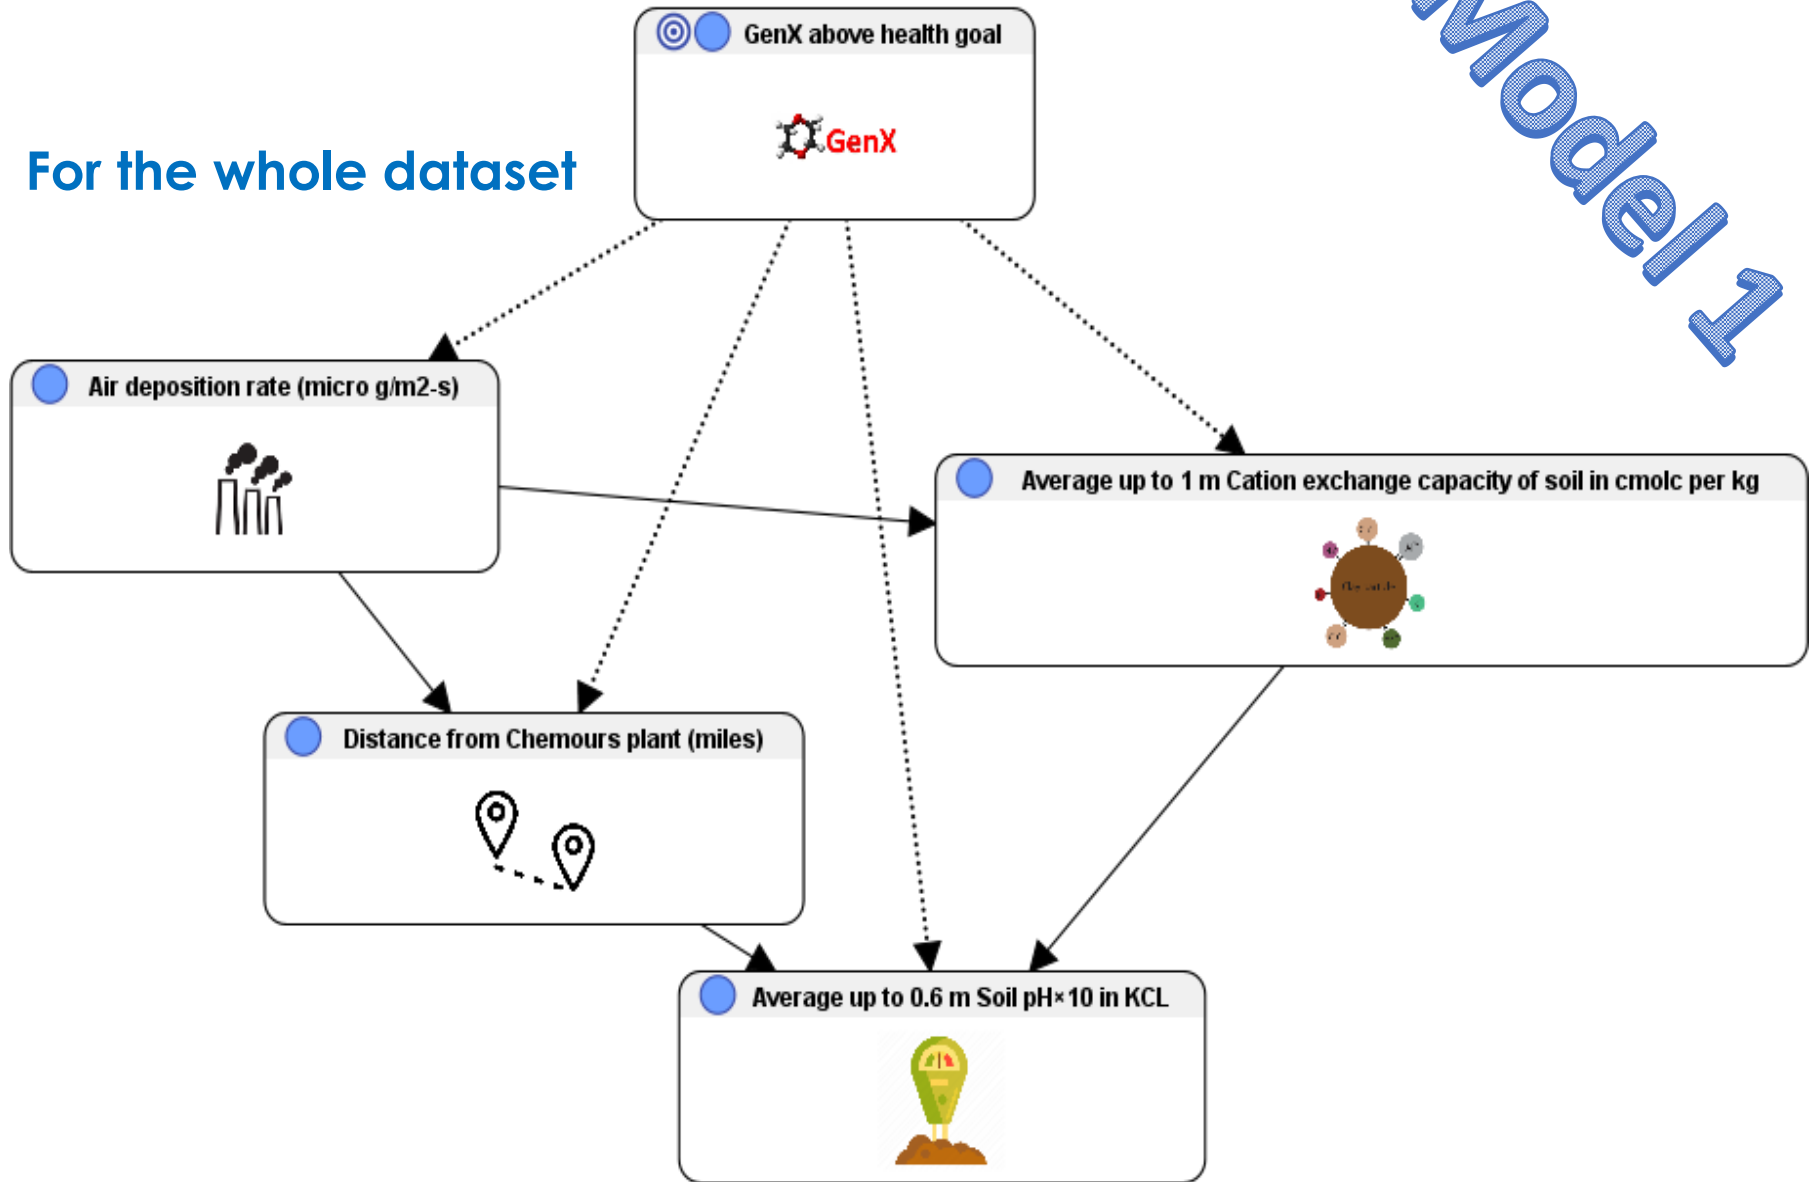 Model 1
GenX above health goal
GenX
For the whole dataset
Air deposition rate (micro g/m2-s)
Average up to 1 m Cation exchange capacity of soil in cmolc per kg
Distance from Chemours plant (miles)
Average up to 0.6 m Soil pH×10 in KCL